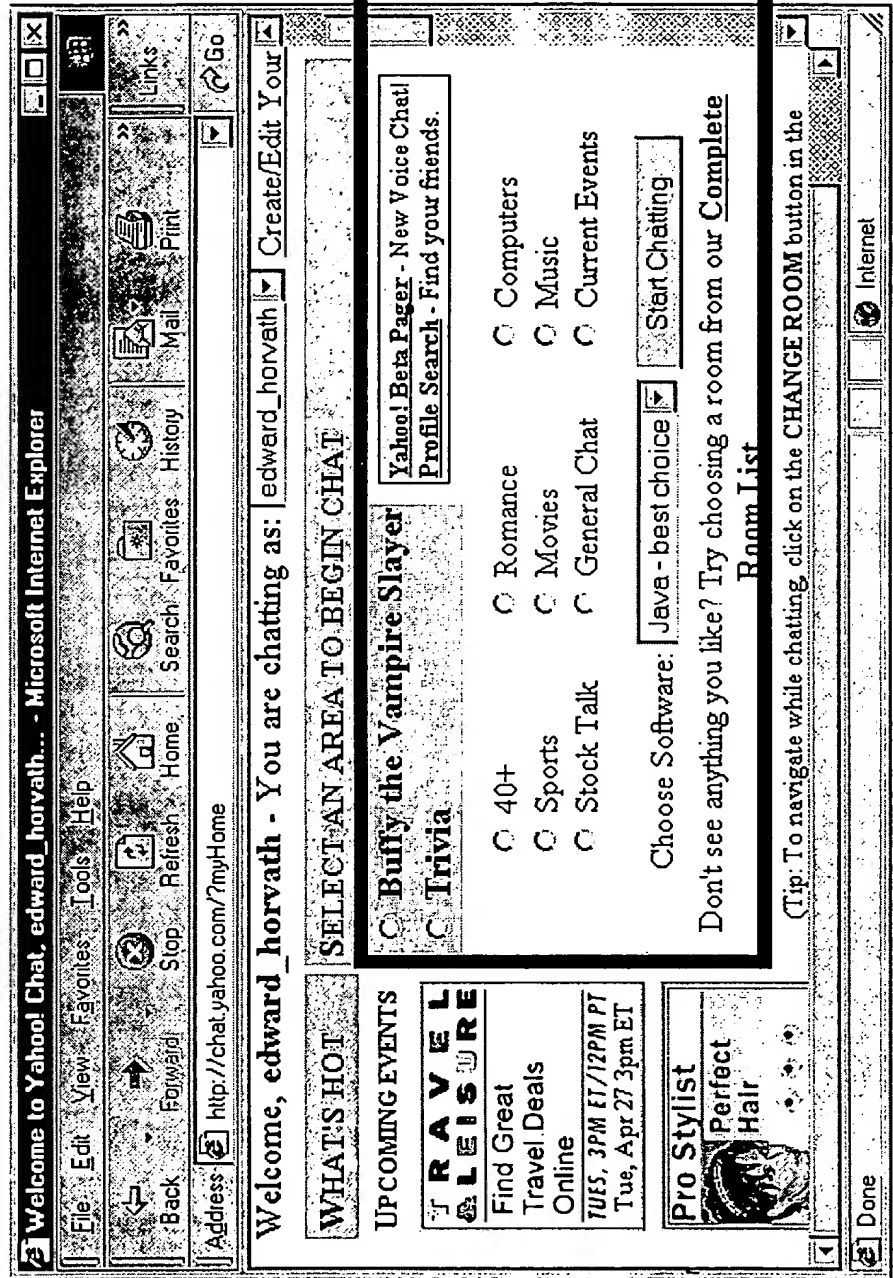 Welcome to Yahoo! Chat, edward_horvath... - Microsoft Internet Explorer
File Edit View Favorites Tools Help
Back Forward Stop Refresh Home Search Favorites History Mail Print Links
Address http://chat.yahoo.com/?myHome Go
Welcome, edward_horvath - You are chatting as: edward_horvath Create/Edit Your
WHAT'S HOT
UPCOMING EVENTS
TRAVEL
& LEISURE
Find Great
Travel Deals
Online
TUES, 3PM ET/12PM PT
Tue, Apr 27 3pm ET
Pro Stylist
Perfect
Hair
SELECT AN AREA TO BEGIN CHAT
Buffy the Vampire Slayer
Trivia
Yahoo! Beta Pager - New Voice Chat!
Profile Search - Find your friends.
40+ Romance Computers
Sports Movies Music
Stock Talk General Chat Current Events
Choose Software: Java - best choice Start Chatting
Don't see anything you like? Try choosing a room from our Complete
Room List
(Tip: To navigate while chatting, click on the CHANGE ROOM button in the
Done Internet